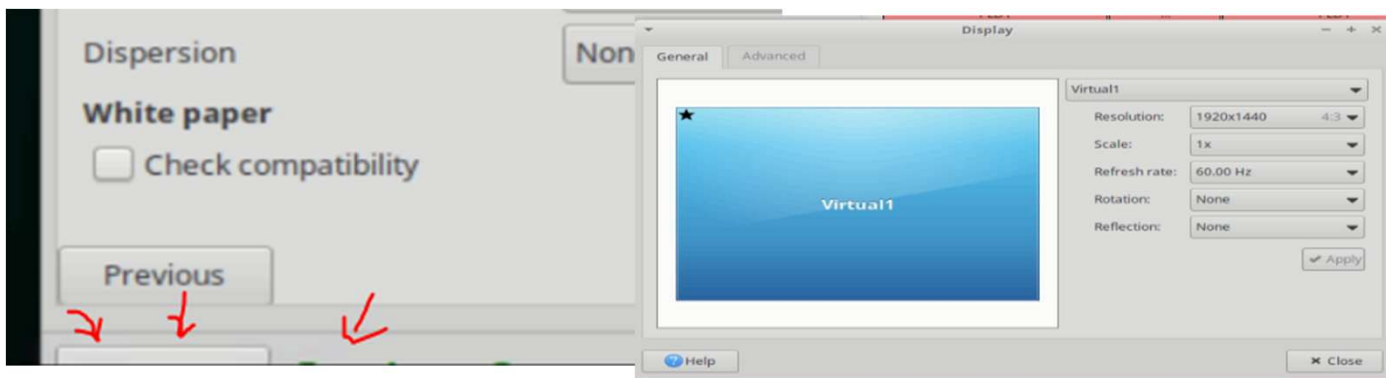 Dispersion
Non
White paper
Check compatibility
Previous
Display
General
Advanced
Virtual1
Virtual1
Resolution: 1920x1440 4:3
Scale: 1x
Refresh rate: 60.00 Hz
Rotation: None
Reflection: None
Apply
Help
Close